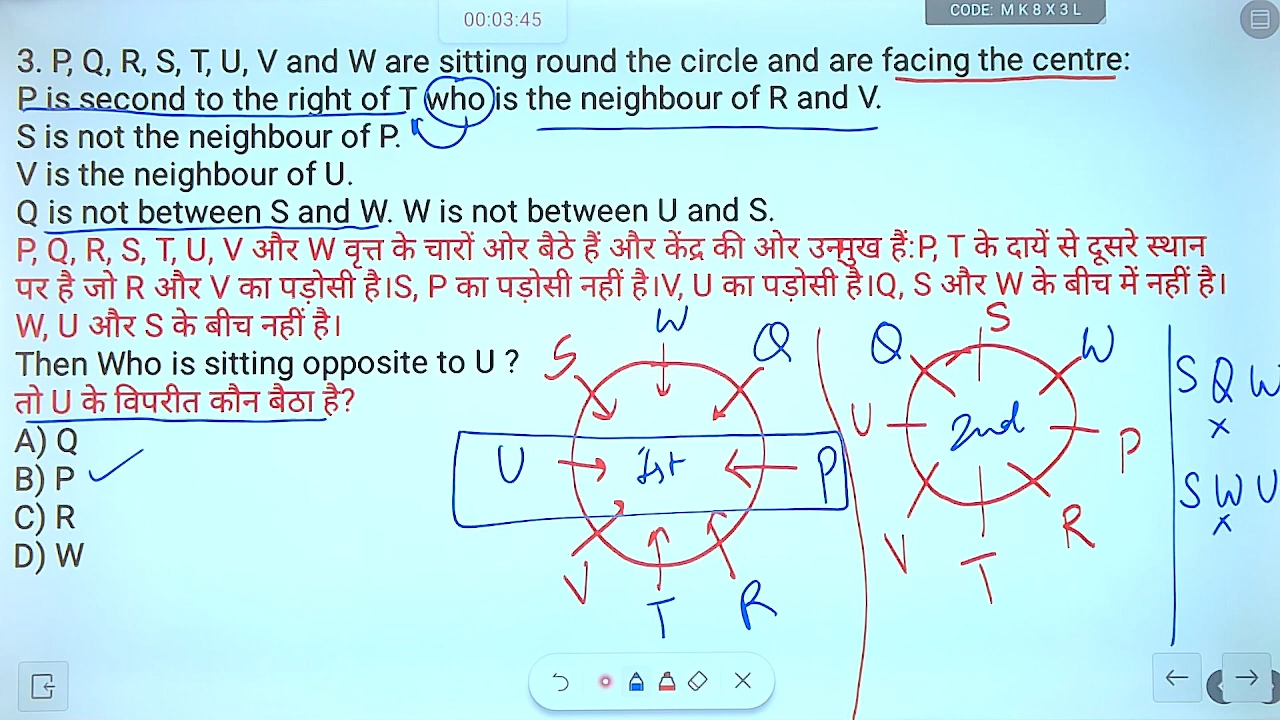 00:03:45
CODE: M K 8 X 3 L
3. P, Q, R, S, T, U, V and W are sitting round the circle and are facing the centre:
P is second to the right of T who is the neighbour of R and V.
S is not the neighbour of P.
V is the neighbour of U.
Q is not between S and W. W is not between U and S.
P, Q, R, S, T, U, V और W वृत्त के चारों ओर बैठे हैं और केंद्र की ओर उन्मुख हैं:P, T के दायें से दूसरे स्थान
पर है जो R और V का पड़ोसी है।S, P का पड़ोसी नहीं है।V, U का पड़ोसी है।Q, S और W के बीच में नहीं है।
W, U और S के बीच नहीं है।
Then Who is sitting opposite to U ?
तो U के विपरीत कौन बैठा है?
A) Q
B) P
C) R
D) W
W
S Q
U 1st P
V T R
S
Q W
U 2nd P
V T R
S Q W
x
S W U
x